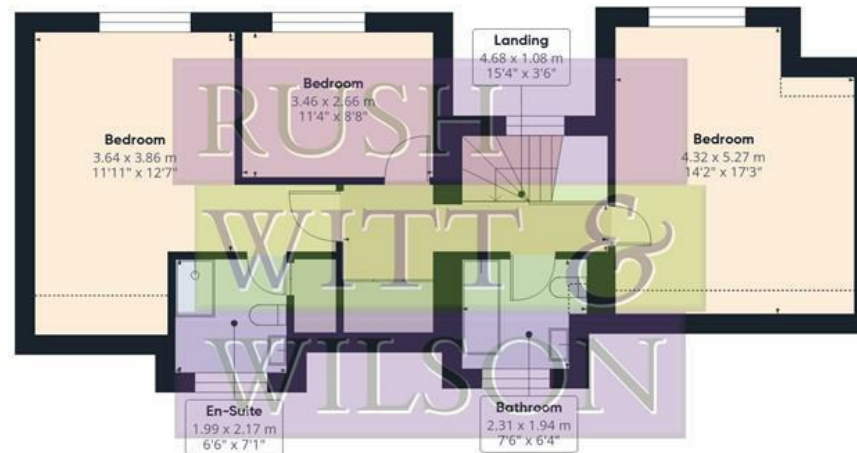 Landing
4.68 x 1.08 m
15'4" x 3'6"
Bedroom
3.46 x 2.66 m
11'4" x 8'8"
Bedroom
3.64 x 3.86 m
11'11" x 12'7"
Bedroom
4.32 x 5.27 m
14'2" x 17'3"
RUSH
WITT &
WILSON
En-Suite
1.99 x 2.17 m
6'6" x 7'1"
Bathroom
2.31 x 1.94 m
7'6" x 6'4"